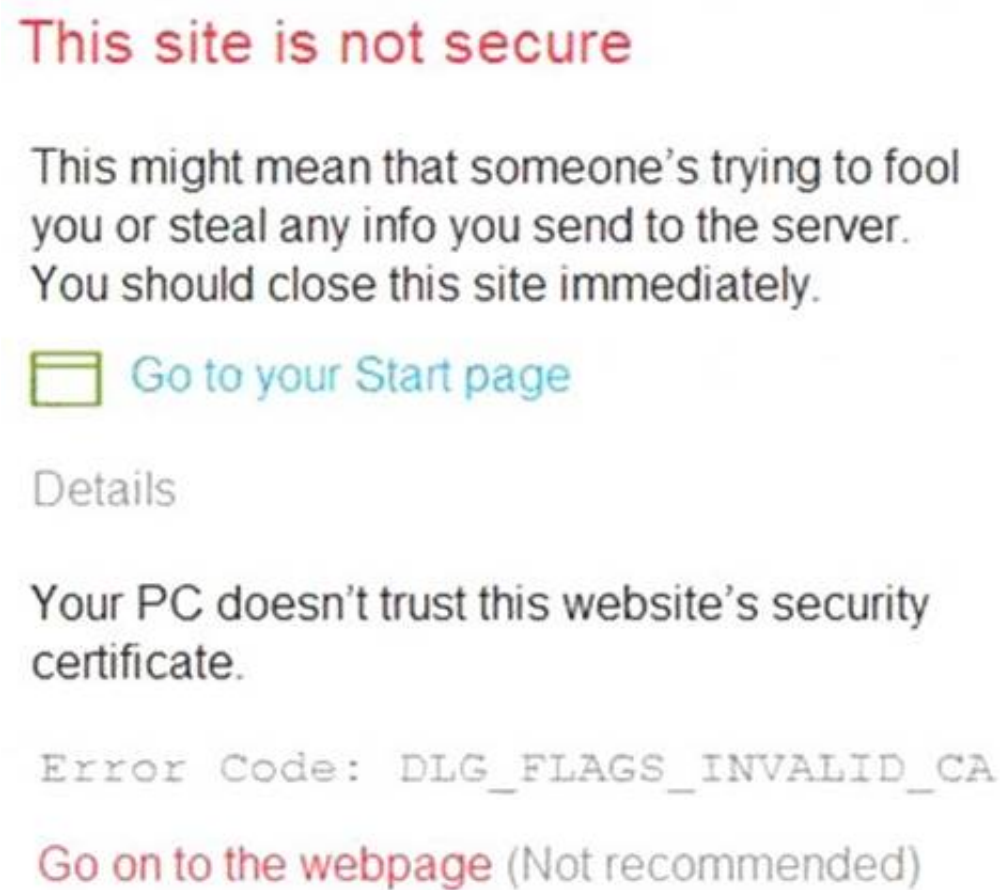 This site is not secure
This might mean that someone's trying to fool
you or steal any info you send to the server.
You should close this site immediately.
Go to your Start page
Details
Your PC doesn't trust this website's security
certificate.
Error Code: DLG_FLAGS_INVALID_CA
Go on to the webpage (Not recommended)